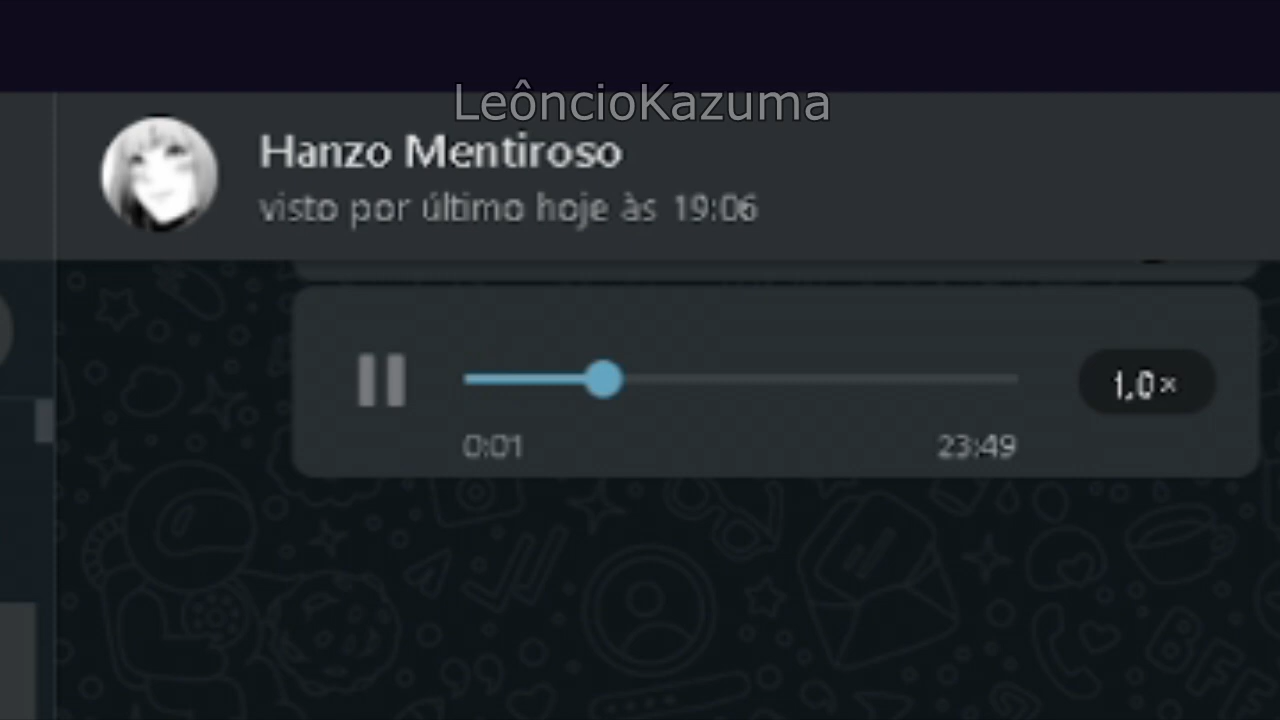 LeôncioKazuma
Hanzo Mentiroso
visto por último hoje às 19:06
1,0×
0:01
23:49